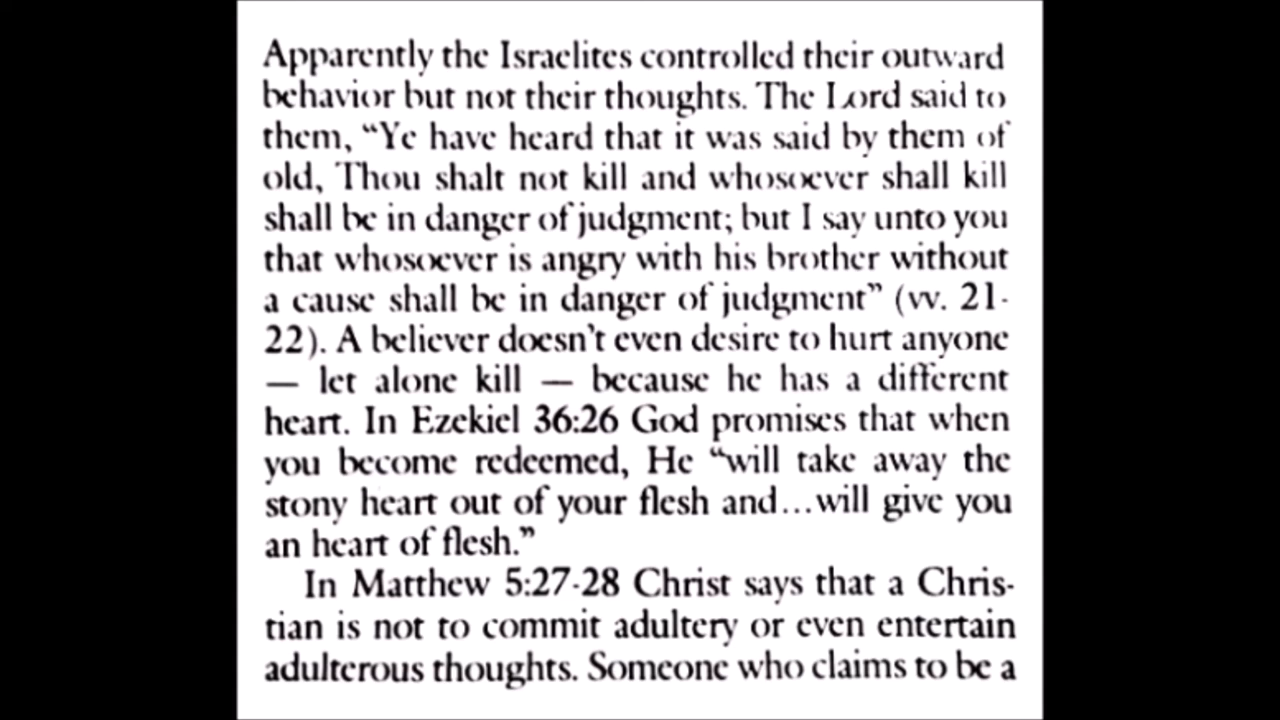 Apparently the Israelites controlled their outward
behavior but not their thoughts. The Lord said to
them, “Ye have heard that it was said by them of
old, Thou shalt not kill and whosoever shall kill
shall be in danger of judgment; but I say unto you
that whosoever is angry with his brother without
a cause shall be in danger of judgment” (vv. 21-
22). A believer doesn’t even desire to hurt anyone
— let alone kill — because he has a different
heart. In Ezekiel 36:26 God promises that when
you become redeemed, He “will take away the
stony heart out of your flesh and...will give you
an heart of flesh.”
In Matthew 5:27-28 Christ says that a Chris-
tian is not to commit adultery or even entertain
adulterous thoughts. Someone who claims to be a